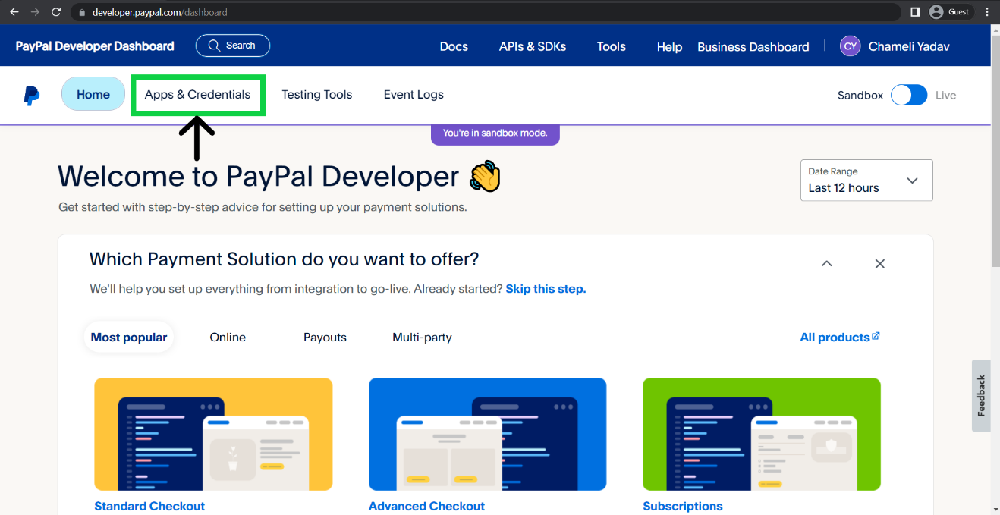 developer.paypal.com/dashboard
Guest
PayPal Developer Dashboard
Search
Docs
APIs & SDKs
Tools
Help
Business Dashboard
CY
Chameli Yadav
Home
Apps & Credentials
Testing Tools
Event Logs
Sandbox
Live
You're in sandbox mode.
Welcome to PayPal Developer 👋
Get started with step-by-step advice for setting up your payment solutions.
Date Range
Last 12 hours
Which Payment Solution do you want to offer?
We'll help you set up everything from integration to go-live. Already started? Skip this step.
Most popular
Online
Payouts
Multi-party
All products
Feedback
Standard Checkout
Advanced Checkout
Subscriptions